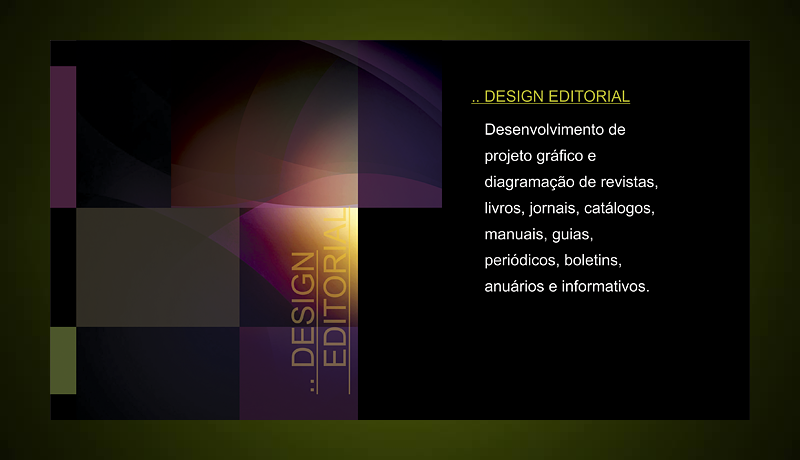 .. DESIGN
EDITORIAL
.. DESIGN EDITORIAL
Desenvolvimento de
projeto gráfico e
diagramação de revistas,
livros, jornais, catálogos,
manuais, guias,
periódicos, boletins,
anuários e informativos.